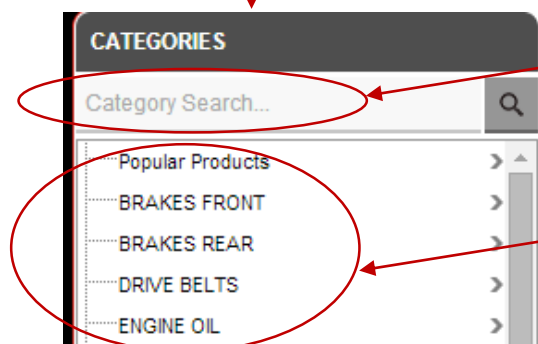 CATEGORIES
Category Search...
Popular Products
BRAKES FRONT
BRAKES REAR
DRIVE BELTS
ENGINE OIL